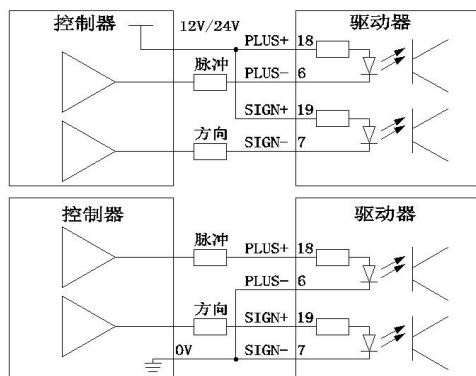 控制器 12V/24V 驱动器
PLUS+ 18
脉冲 PLUS- 6
SIGN+ 19
方向 SIGN- 7
控制器 驱动器
脉冲 PLUS+ 18
PLUS- 6
方向 SIGN+ 19
0V SIGN- 7